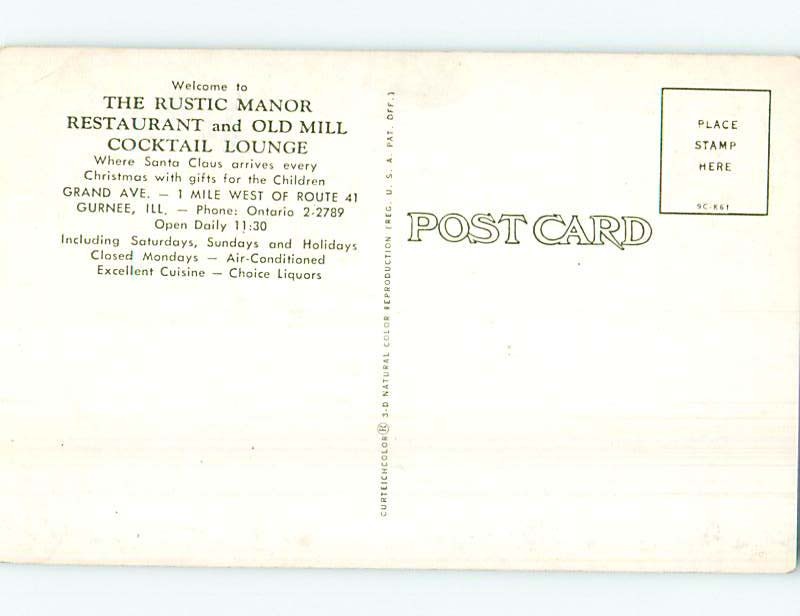 Welcome to
THE RUSTIC MANOR
RESTAURANT and OLD MILL
COCKTAIL LOUNGE
Where Santa Claus arrives every
Christmas with gifts for the Children
GRAND AVE. — 1 MILE WEST OF ROUTE 41
GURNEE, ILL. — Phone: Ontario 2-2789
Open Daily 11:30
Including Saturdays, Sundays and Holidays
Closed Mondays — Air-Conditioned
Excellent Cuisine — Choice Liquors
CURTEICHCOLOR® 3-D NATURAL COLOR REPRODUCTION (REG. U. S. A. PAT. OFF.)
POST CARD
PLACE
STAMP
HERE
9C-K61